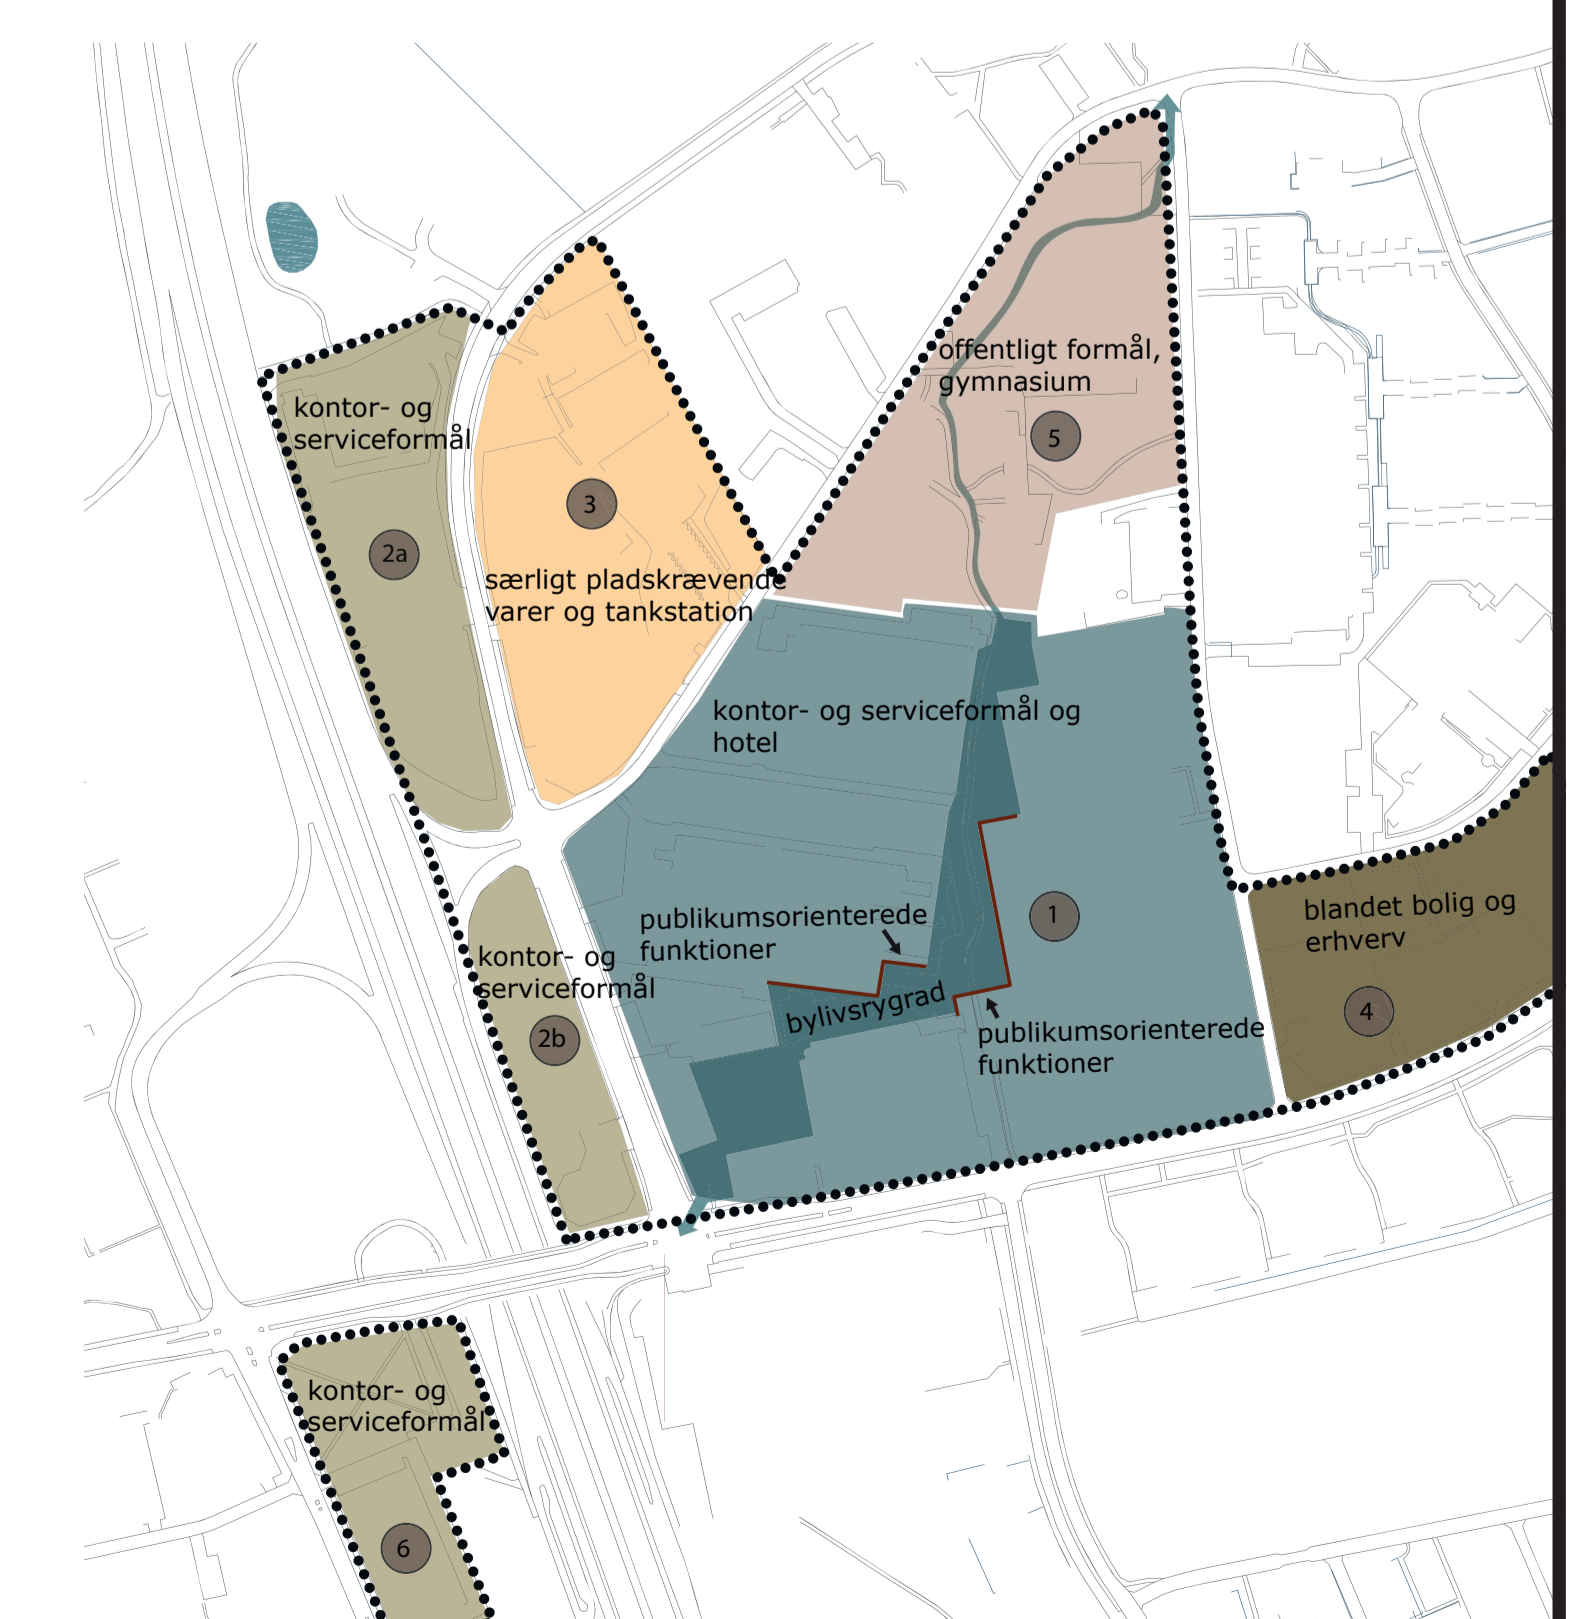 offentligt formål,
gymnasium
5
kontor- og
serviceformål
2a
3
særligt pladskrævende
varer og tankstation
kontor- og serviceformål og
hotel
publikumsorienterede
funktioner
1
blandet bolig og
erhverv
4
kontor- og
serviceformål
2b
bylivsrygrad
publikumsorienterede
funktioner
kontor- og
serviceformål
6